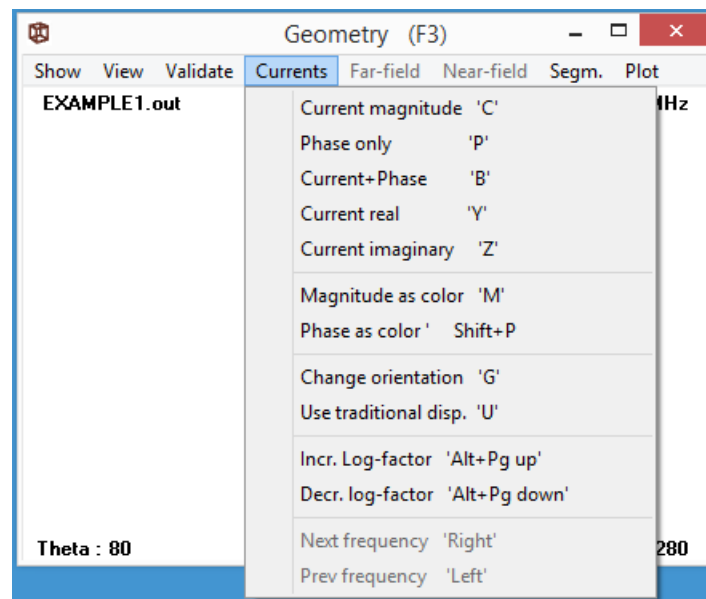 Geometry (F3)
Show View Validate Currents Far-field Near-field Segm. Plot
EXAMPLE1.out
Hz
Current magnitude 'C'
Phase only 'P'
Current+Phase 'B'
Current real 'Y'
Current imaginary 'Z'
Magnitude as color 'M'
Phase as color ' Shift+P
Change orientation 'G'
Use traditional disp. 'U'
Incr. Log-factor 'Alt+Pg up'
Decr. log-factor 'Alt+Pg down'
Next frequency 'Right'
Prev frequency 'Left'
Theta : 80
280